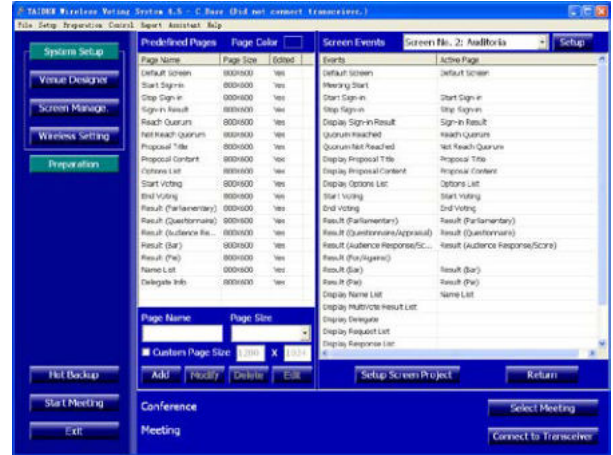 TAIDEN Wireless Voting System 4.5 - C Base (Did not connect transceiver.)
File Setup Preparation Control Report Assistant Help
System Setup
Venue Designer
Screen Manage.
Wireless Setting
Preparation
Hot Backup
Start Meeting
Exit
Predefined Pages Page Color
Page Name Page Size Edited
Default Screen 800X600 Yes
Start Sign-in 800X600 Yes
Stop Sign-in 800X600 Yes
Sign-in Result 800X600 Yes
Reach Quorum 800X600 Yes
Not Reach Quorum 800X600 Yes
Proposal Title 800X600 Yes
Proposal Content 800X600 Yes
Options List 800X600 Yes
Start Voting 800X600 Yes
End Voting 800X600 Yes
Result (Parliamentary) 800X600 Yes
Result (Questionnaire) 800X600 Yes
Result (Audience Re... 800X600 Yes
Result (Bar) 800X600 Yes
Result (Pie) 800X600 Yes
Name List 800X600 Yes
Delegate Info 800X600 Yes
Page Name Page Size
Custom Page Size 1280 X 1024
Add Modify Delete Edit
Screen Events Screen No. 2: Auditoria Setup
Events Active Page
Default Screen Default Screen
Meeting Start
Start Sign-in Start Sign-in
Stop Sign-in Stop Sign-in
Display Sign-in Result Sign-in Result
Quorum Reached Reach Quorum
Quorum Not Reached Not Reach Quorum
Display Proposal Title Proposal Title
Display Proposal Content Proposal Content
Display Options List Options List
Start Voting Start Voting
End Voting End Voting
Result (Parliamentary) Result (Parliamentary)
Result (Questionnaire/Appraisal) Result (Questionnaire)
Result (Audience Response/Sc... Result (Audience Response/Score)
Result (For/Against)
Result (Bar) Result (Bar)
Result (Pie) Result (Pie)
Display Name List Name List
Display MultiVote Result List
Display Delegate
Display Request List
Display Response List
Setup Screen Project Return
Conference
Meeting
Select Meeting
Connect to Transceiver